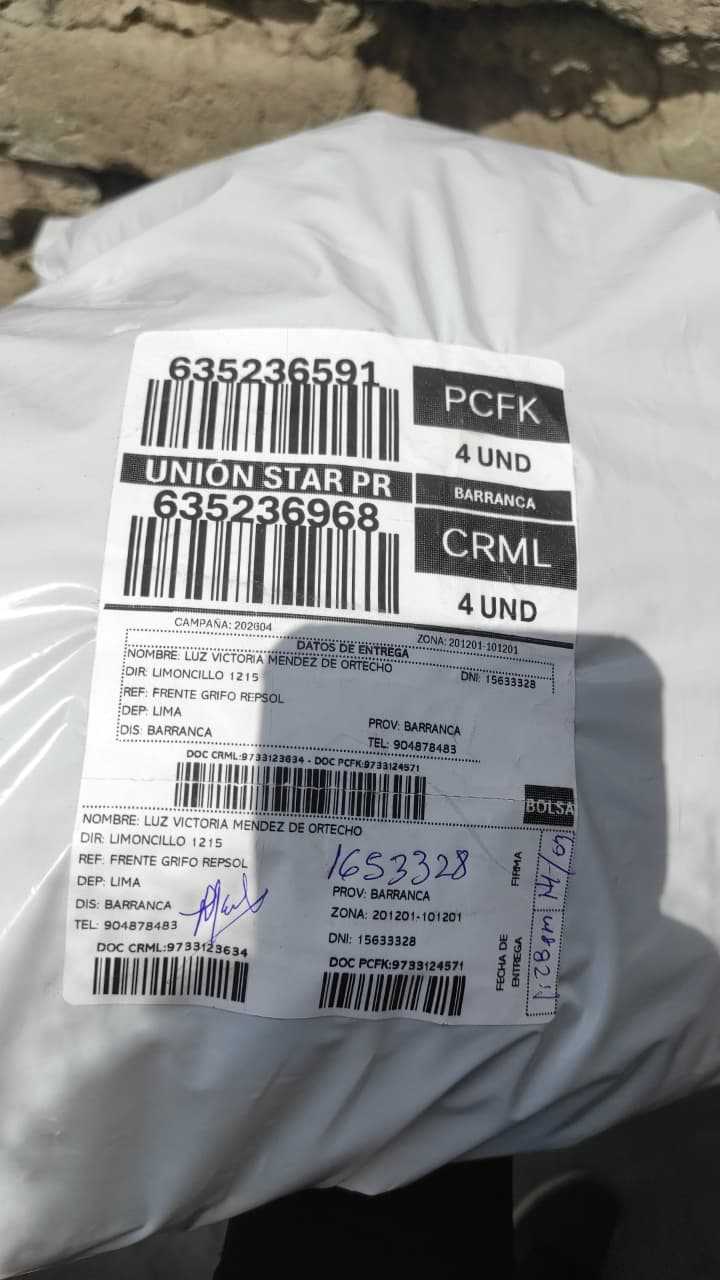 635236591
PCFK
4 UND
UNIÓN STAR PR
BARRANCA
635236968
CRML
4 UND
CAMPAÑA: 202604
ZONA: 201201-101201
DATOS DE ENTREGA
NOMBRE: LUZ VICTORIA MENDEZ DE ORTECHO
DNI: 15633328
DIR: LIMONCILLO 1215
REF: FRENTE GRIFO REPSOL
DEP: LIMA
PROV: BARRANCA
DIS: BARRANCA
TEL: 904878483
DOC CRML:9733123634 - DOC PCFK:9733124571
BOLSA
NOMBRE: LUZ VICTORIA MENDEZ DE ORTECHO
DIR: LIMONCILLO 1215
REF: FRENTE GRIFO REPSOL
1653328
DEP: LIMA
PROV: BARRANCA
DIS: BARRANCA
ZONA: 201201-101201
TEL: 904878483
DNI: 15633328
DOC CRML:9733123634
DOC PCFK:9733124571
FIRMA
FECHA DE
ENTREGA